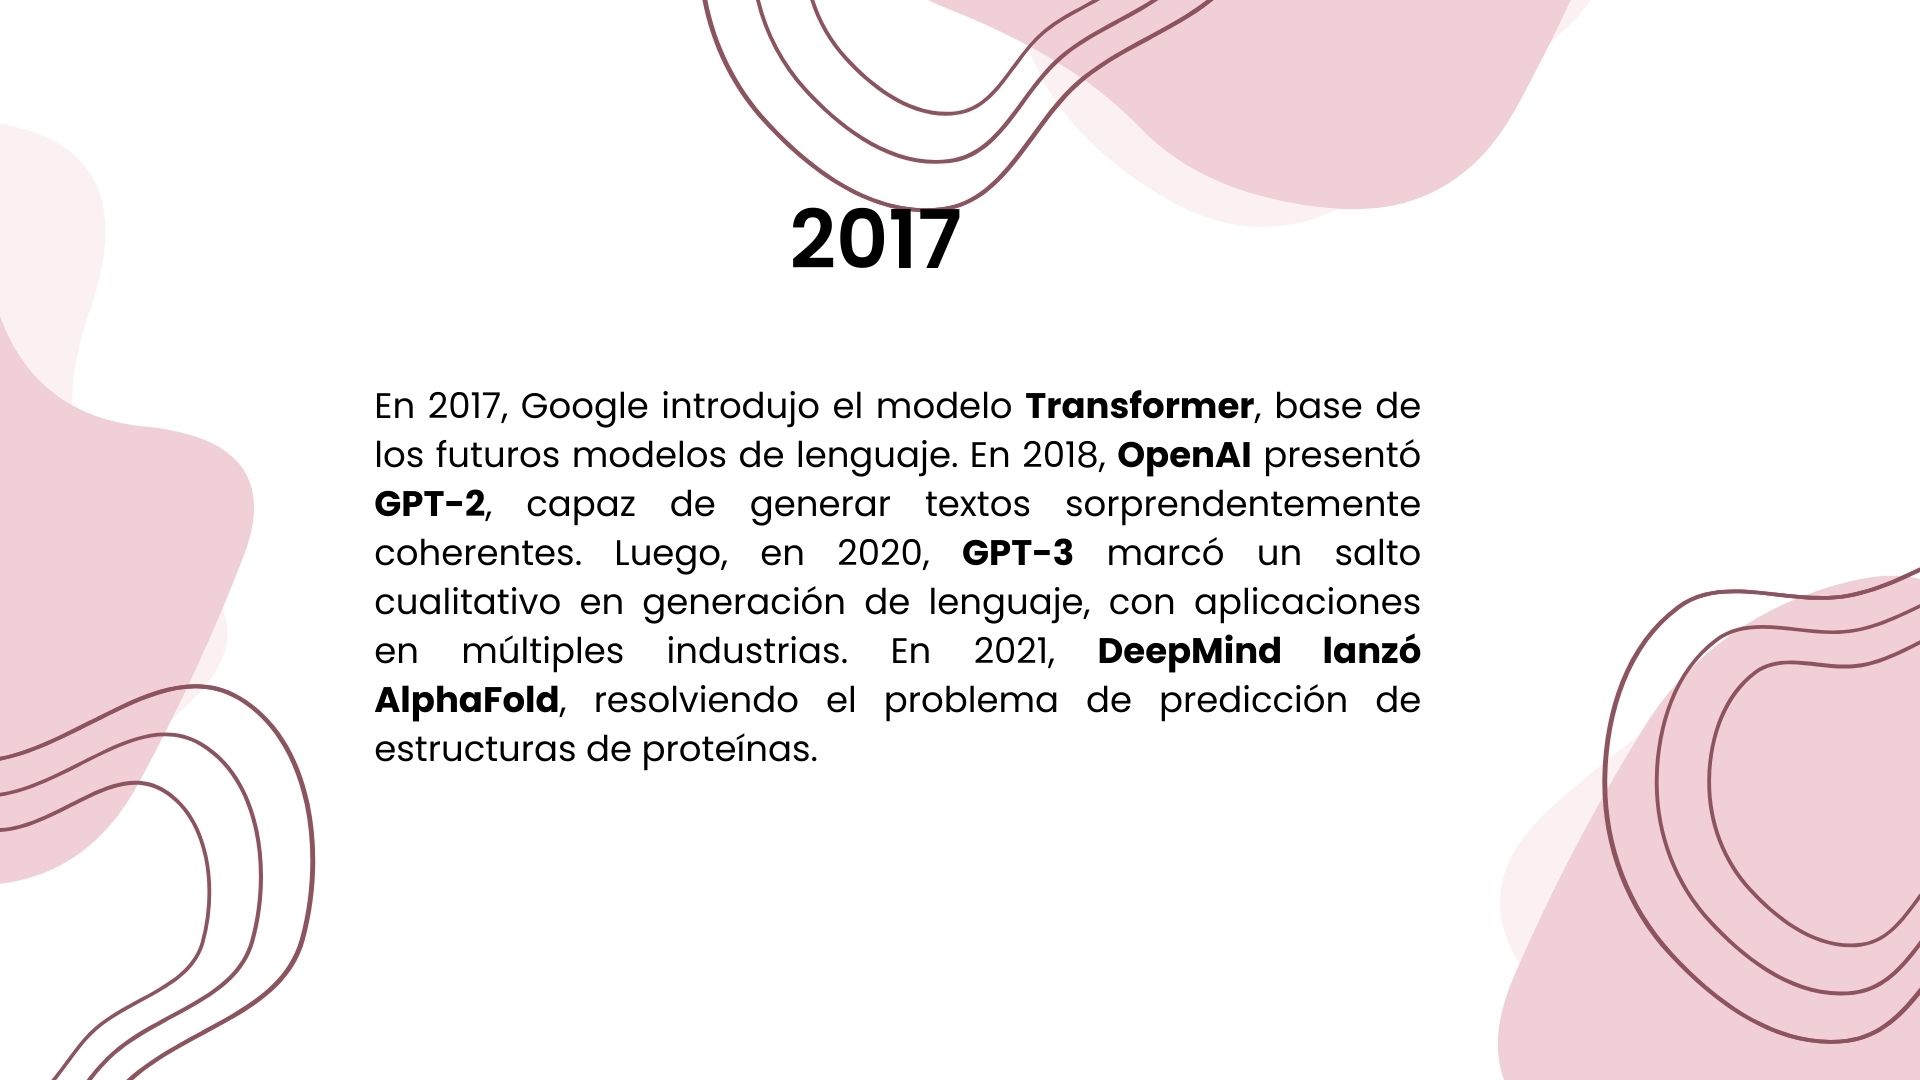 2017
En 2017, Google introdujo el modelo Transformer, base de
los futuros modelos de lenguaje. En 2018, OpenAI presentó
GPT-2, capaz de generar textos sorprendentemente
coherentes. Luego, en 2020, GPT-3 marcó un salto
cualitativo en generación de lenguaje, con aplicaciones
en múltiples industrias. En 2021, DeepMind lanzó
AlphaFold, resolviendo el problema de predicción de
estructuras de proteínas.